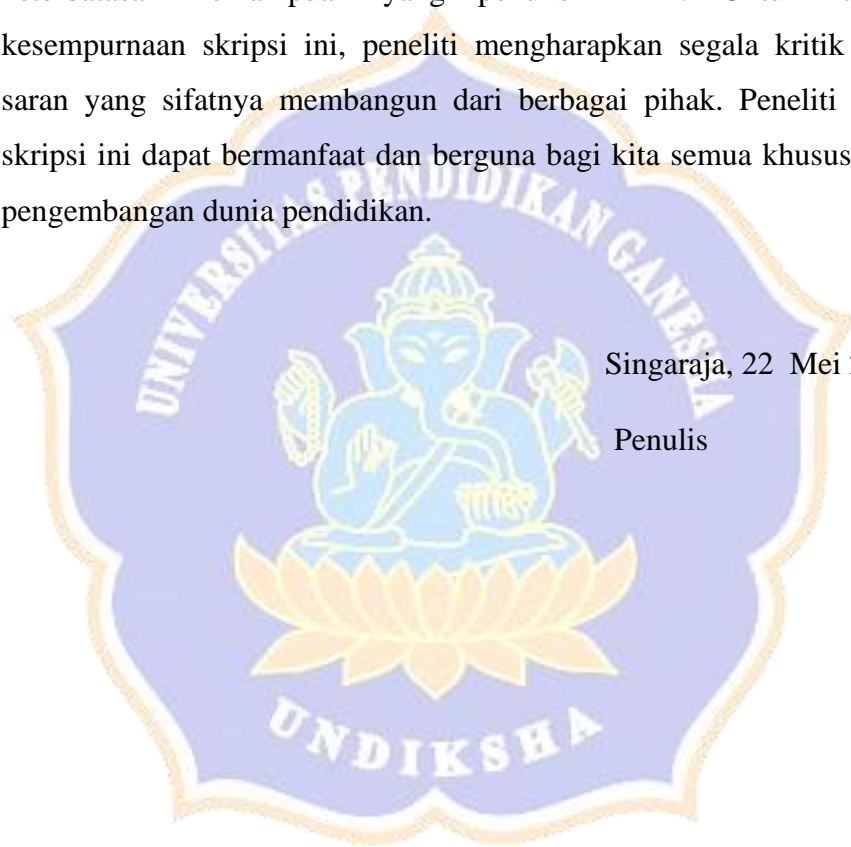 kesempurnaan skripsi ini, peneliti mengharapkan segala kritik
saran yang sifatnya membangun dari berbagai pihak. Peneliti
skripsi ini dapat bermanfaat dan berguna bagi kita semua khusus
pengembangan dunia pendidikan.
UNIVERSITAS PENDIDIKAN GANESHA
Singaraja, 22 Mei
Penulis
UNDIKSHA